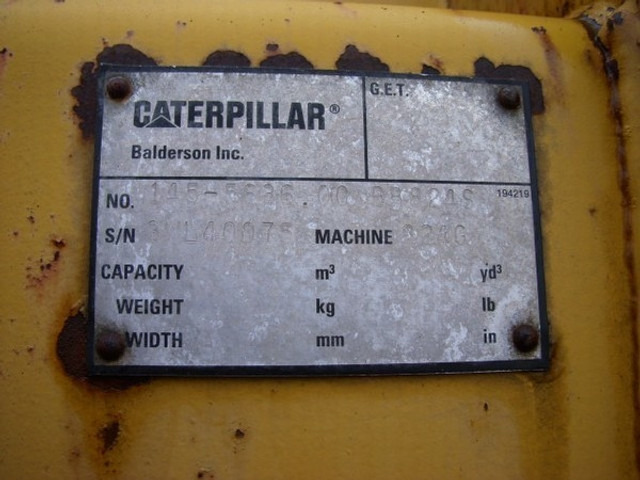 CATERPILLAR®
Balderson Inc.
G.E.T.
NO.
194219
S/N MACHINE
CAPACITY m³ yd³
WEIGHT kg lb
WIDTH mm in